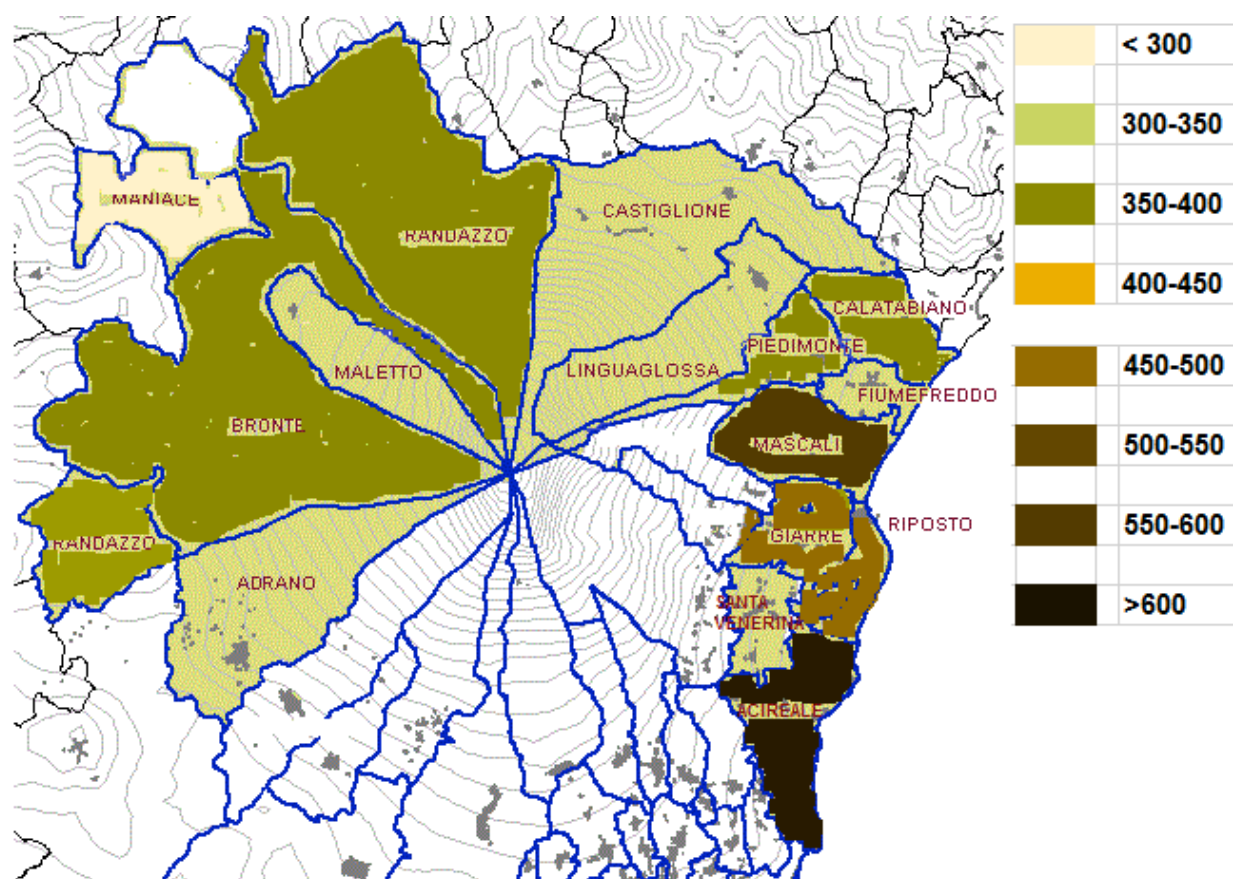 MANIACE
RANDAZZO
CASTIGLIONE
CALATABIANO
PIEDIMONTE
MALETTO
LINGUAGLOSSA
FIUMEFREDDO
BRONTE
MASCALI
RIPOSTO
GIARRE
RANDAZZO
ADRANO
SANTA
VENERINA
ACIREALE
< 300
300-350
350-400
400-450
450-500
500-550
550-600
>600